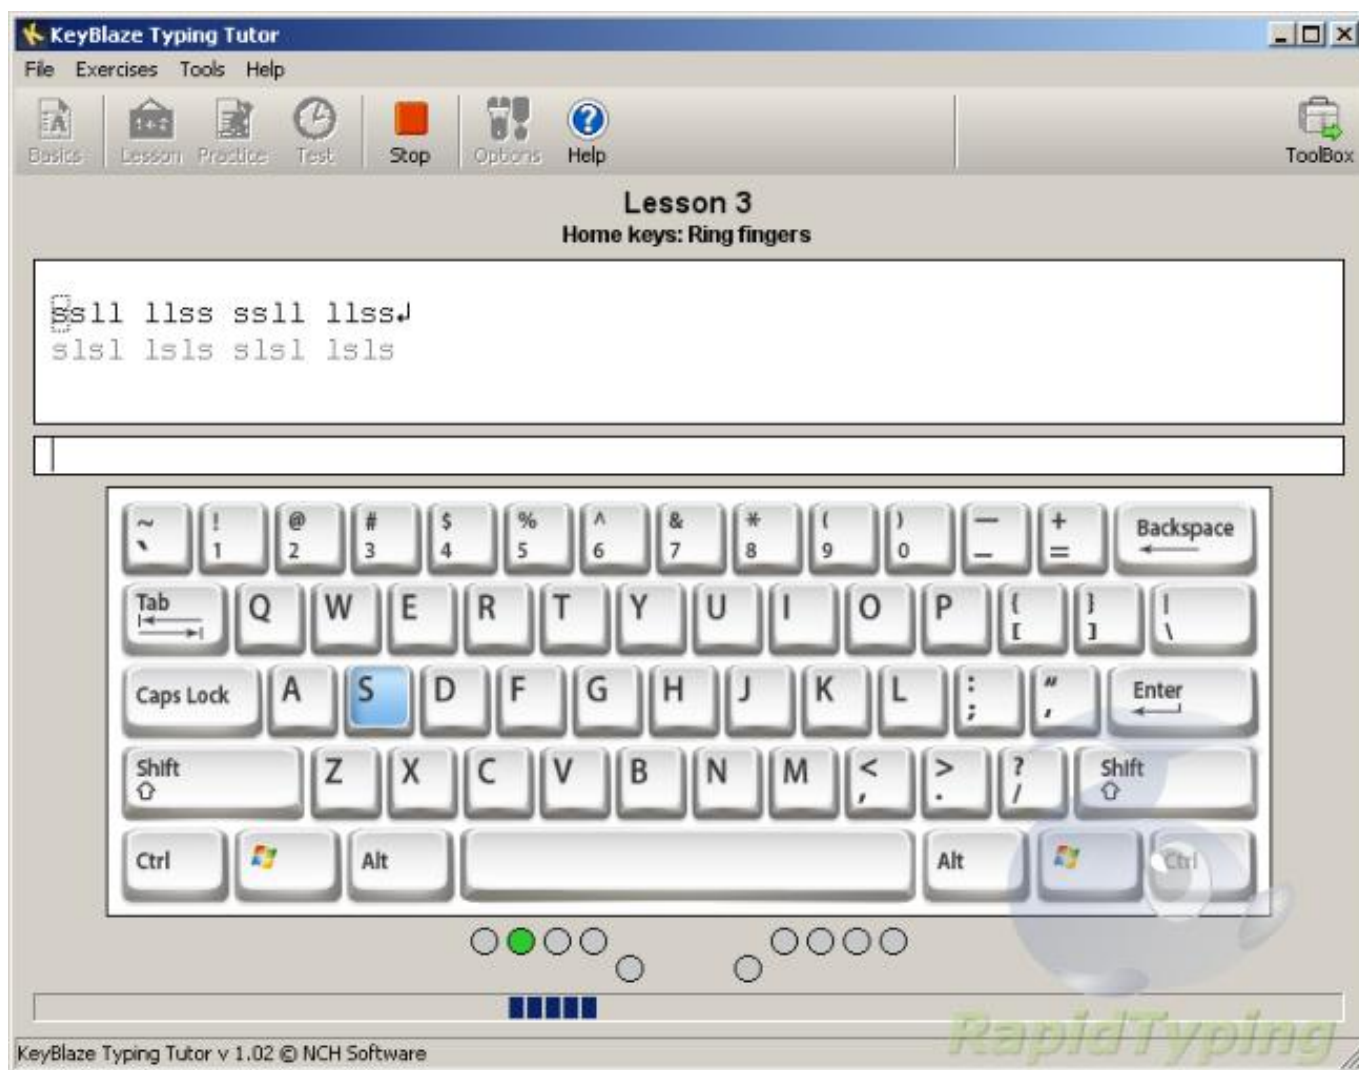 KeyBlaze Typing Tutor
File Exercises Tools Help
Basics Lesson Practice Test Stop Options Help ToolBox
Lesson 3
Home keys: Ring fingers
ssll llss ssll llss↲
slsl lsls slsl lsls
~ ! @ # $ % ^ & * ( ) — + Backspace
` 1 2 3 4 5 6 7 8 9 0 _ =
Tab Q W E R T Y U I O P { } |
[ ] \
Caps Lock A S D F G H J K L : " Enter
; ,
Shift Z X C V B N M < > ? Shift
, . /
Ctrl Alt Alt Ctrl
RapidTyping
KeyBlaze Typing Tutor v 1.02 © NCH Software